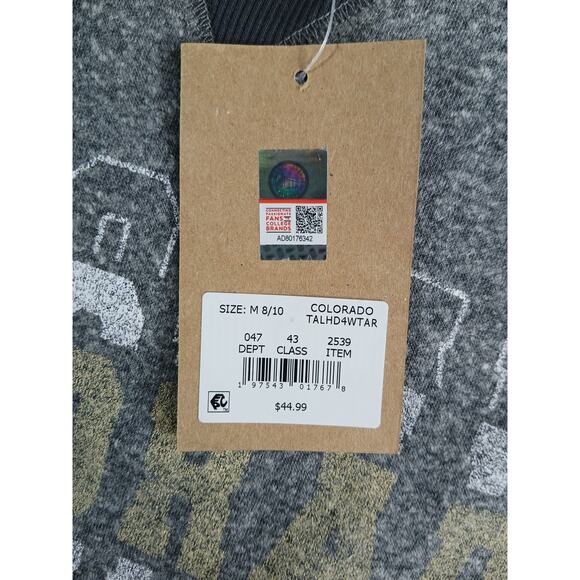 CONNECTING
PASSIONATE
FANS TO
COLLEGE
BRANDS
AD80176342
SIZE: M 8/10 COLORADO
TALHD4WTAR
047 43 2539
DEPT CLASS ITEM
1 97543 01767 8
$44.99